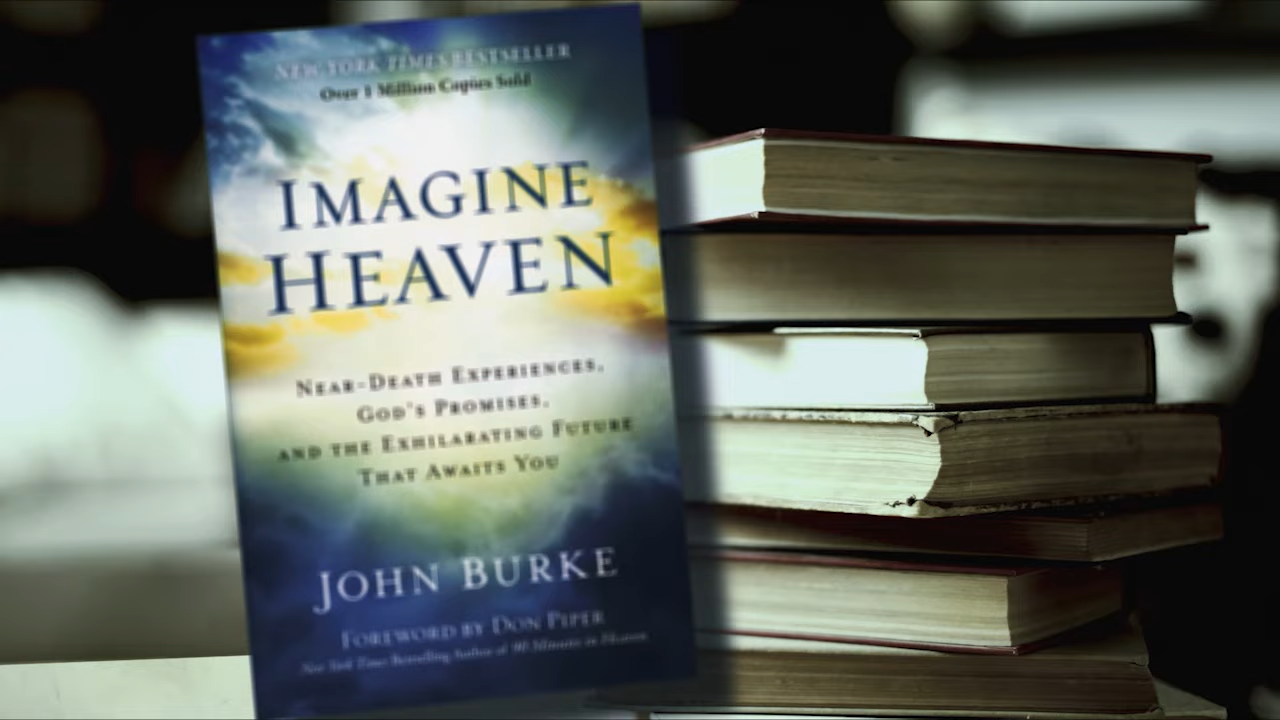 NEW YORK TIMES BESTSELLER
Over 1 Million Copies Sold
IMAGINE
HEAVEN
NEAR-DEATH EXPERIENCES,
GOD'S PROMISES,
AND THE EXHILARATING FUTURE
THAT AWAITS YOU
JOHN BURKE
FOREWORD BY DON PIPER
New York Times Bestselling Author of 90 Minutes in Heaven